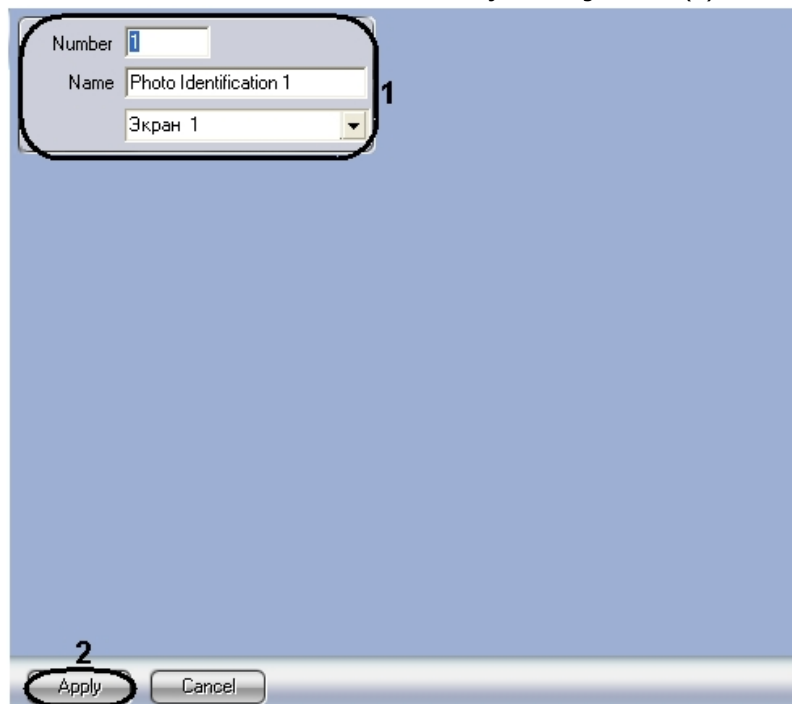 Number 1
Name Photo Identification 1
1
Экран 1
2
Apply Cancel